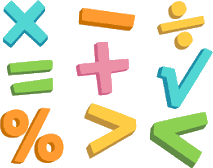 × − ÷
= + √
% > <